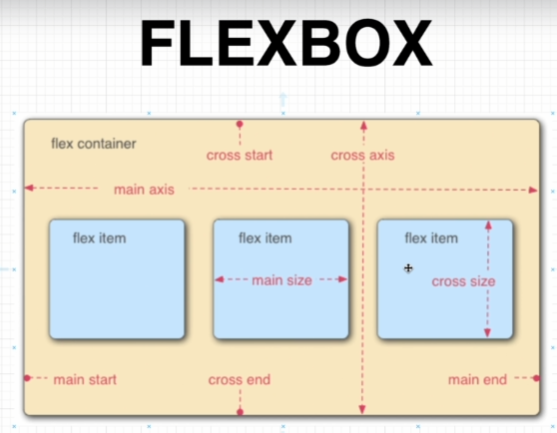 FLEXBOX
flex container
cross start
cross axis
main axis
flex item
flex item
flex item
main size
cross size
main start
cross end
main end